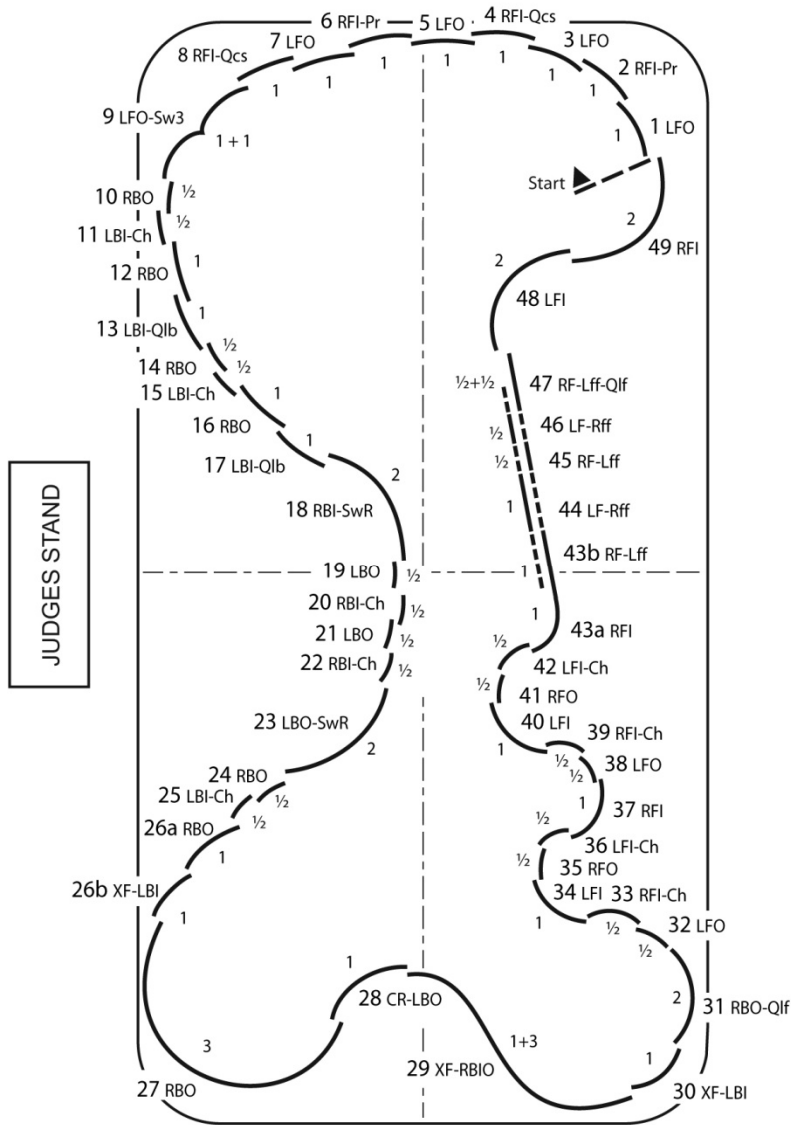 Start
1 LFO
1
2 RFI-Pr
1
3 LFO
1
4 RFI-Qcs
1
5 LFO
1
6 RFI-Pr
1
7 LFO
1
8 RFI-Qcs
1
9 LFO-Sw3
1 + 1
10 RBO
½
11 LBI-Ch
½
12 RBO
1
13 LBI-Qlb
1
14 RBO
½
15 LBI-Ch
½
16 RBO
1
17 LBI-Qlb
1
18 RBI-SwR
2
19 LBO
½
20 RBI-Ch
½
21 LBO
½
22 RBI-Ch
½
23 LBO-SwR
2
24 RBO
½
25 LBI-Ch
½
26a RBO
1
26b XF-LBI
1
27 RBO
3
28 CR-LBO
1
29 XF-RBIO
1+3
30 XF-LBI
1
31 RBO-Qlf
2
32 LFO
½
33 RFI-Ch
½
34 LFI
1
35 RFO
½
36 LFI-Ch
½
37 RFI
1
38 LFO
½
39 RFI-Ch
½
40 LFI
1
41 RFO
½
42 LFI-Ch
½
43a RFI
1
43b RF-Lff
1
44 LF-Rff
1
45 RF-Lff
½
46 LF-Rff
½
47 RF-Lff-Qlf
½+½
48 LFI
2
49 RFI
2
JUDGES STAND